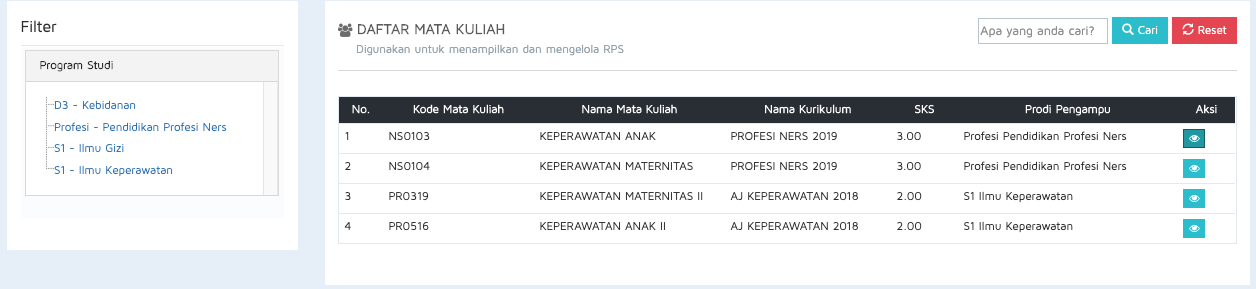 Filter
Program Studi
D3 - Kebidanan
Profesi - Pendidikan Profesi Ners
S1 - Ilmu Gizi
S1 - Ilmu Keperawatan
DAFTAR MATA KULIAH
Digunakan untuk menampilkan dan mengelola RPS
Apa yang anda cari? Cari Reset
No. Kode Mata Kuliah Nama Mata Kuliah Nama Kurikulum SKS Prodi Pengampu Aksi
1 NS0103 KEPERAWATAN ANAK PROFESI NERS 2019 3.00 Profesi Pendidikan Profesi Ners
2 NS0104 KEPERAWATAN MATERNITAS PROFESI NERS 2019 3.00 Profesi Pendidikan Profesi Ners
3 PR0319 KEPERAWATAN MATERNITAS II AJ KEPERAWATAN 2018 2.00 S1 Ilmu Keperawatan
4 PR0516 KEPERAWATAN ANAK II AJ KEPERAWATAN 2018 2.00 S1 Ilmu Keperawatan